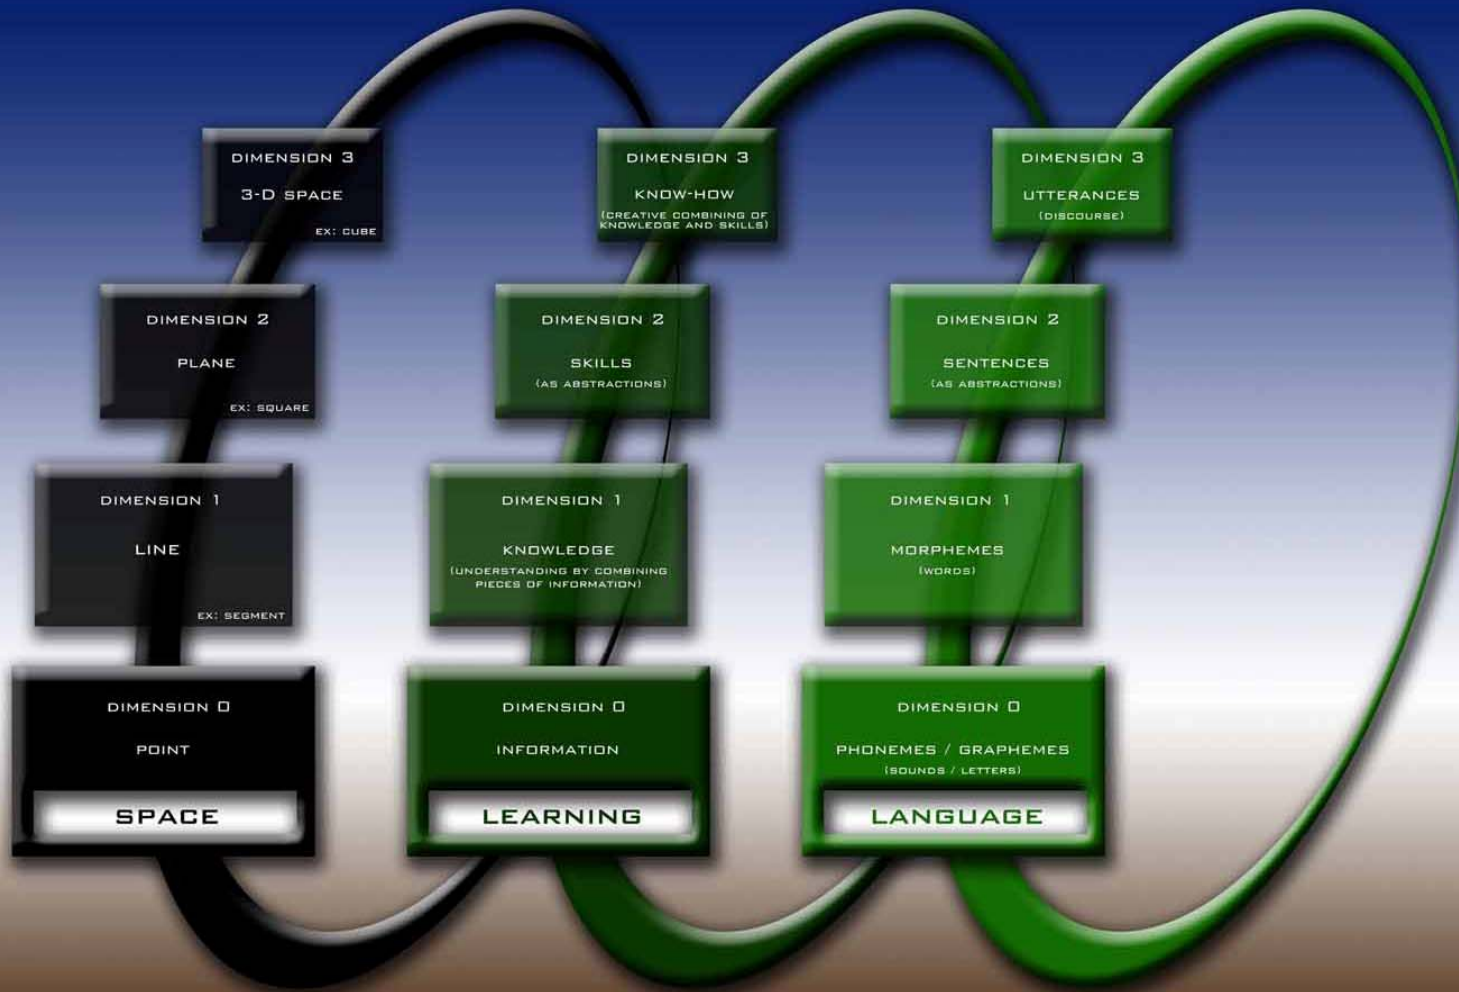 DIMENSION 3
3-D SPACE
EX: CUBE
DIMENSION 2
PLANE
EX: SQUARE
DIMENSION 1
LINE
EX: SEGMENT
DIMENSION 0
POINT
SPACE
DIMENSION 3
KNOW-HOW
(CREATIVE COMBINING OF
KNOWLEDGE AND SKILLS)
DIMENSION 2
SKILLS
(AS ABSTRACTIONS)
DIMENSION 1
KNOWLEDGE
(UNDERSTANDING BY COMBINING
PIECES OF INFORMATION)
DIMENSION 0
INFORMATION
LEARNING
DIMENSION 3
UTTERANCES
(DISCOURSE)
DIMENSION 2
SENTENCES
(AS ABSTRACTIONS)
DIMENSION 1
MORPHEMES
(WORDS)
DIMENSION 0
PHONEMES / GRAPHEMES
(SOUNDS / LETTERS)
LANGUAGE